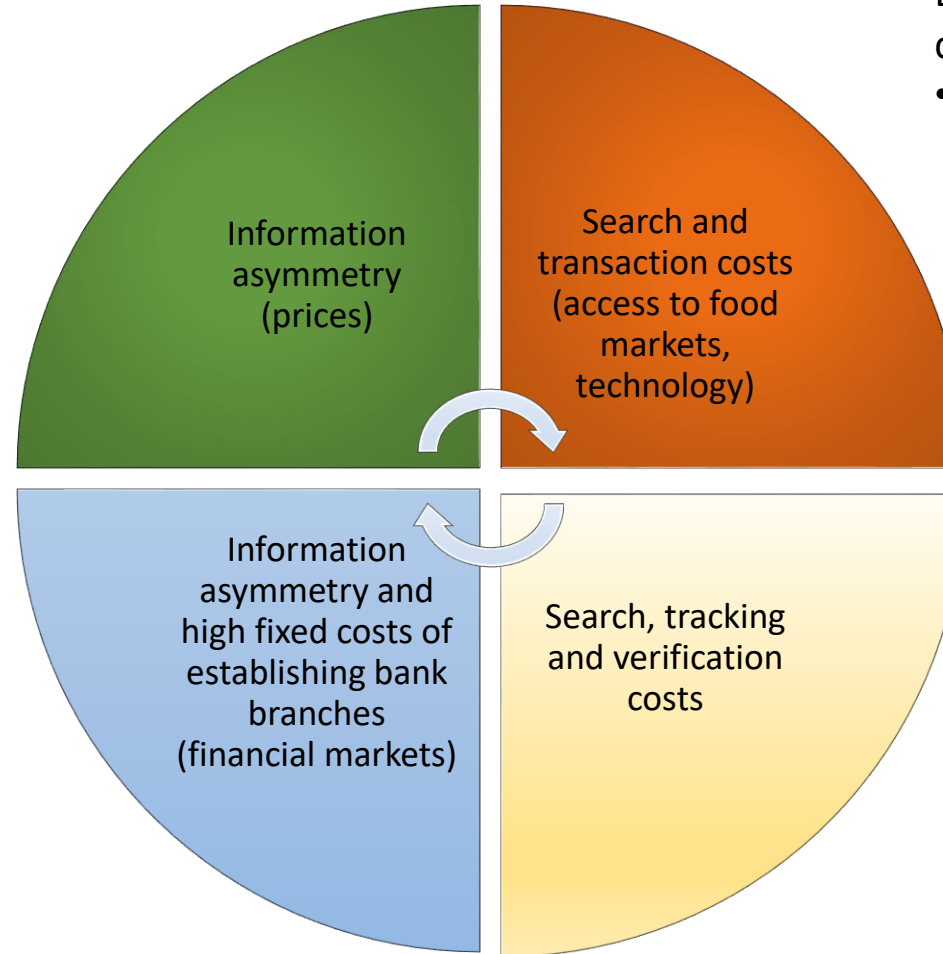 Information
asymmetry
(prices)
Search and
transaction costs
(access to food
markets,
technology)
Information
asymmetry and
high fixed costs of
establishing bank
branches
(financial markets)
Search, tracking
and verification
costs